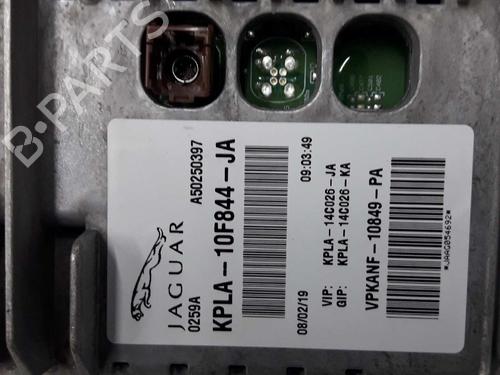 JAGUAR
0259A
A50250397
KPLA-10F844-JA
08/02/19
09:03:49
VIP: KPLA-14C026-JA
GIP: KPLA-14C026-KA
VPKANF-10849-PA
*JAAG054692*
B-PARTS